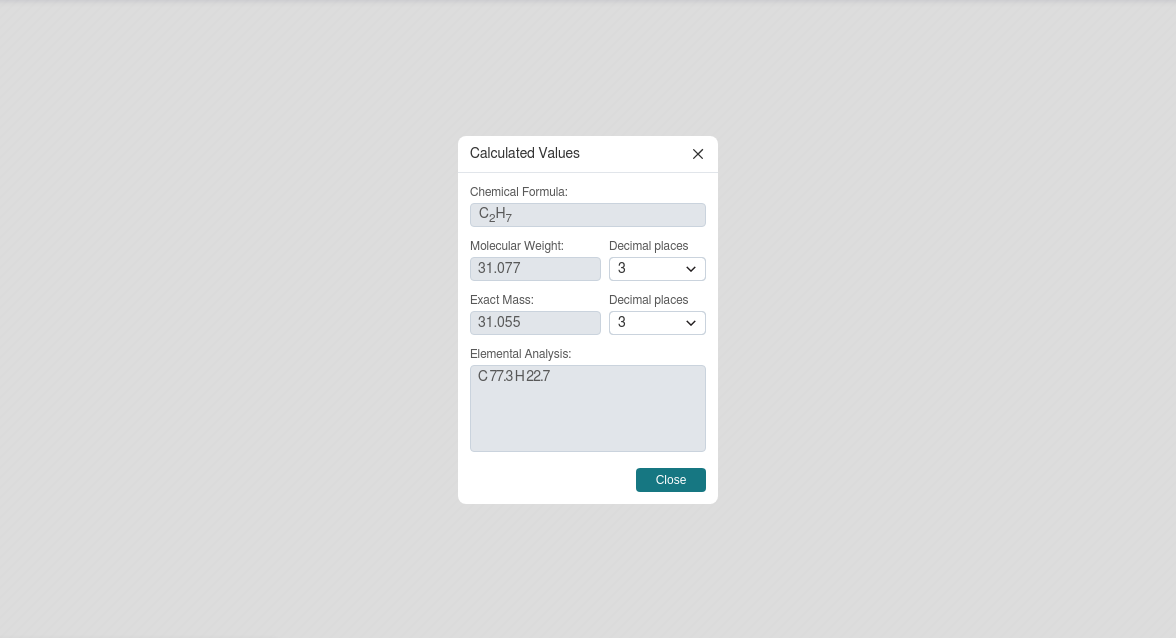 Calculated Values
Chemical Formula:
C₂H₇
Molecular Weight: Decimal places
31.077 3
Exact Mass: Decimal places
31.055 3
Elemental Analysis:
C 77.3 H 22.7
Close